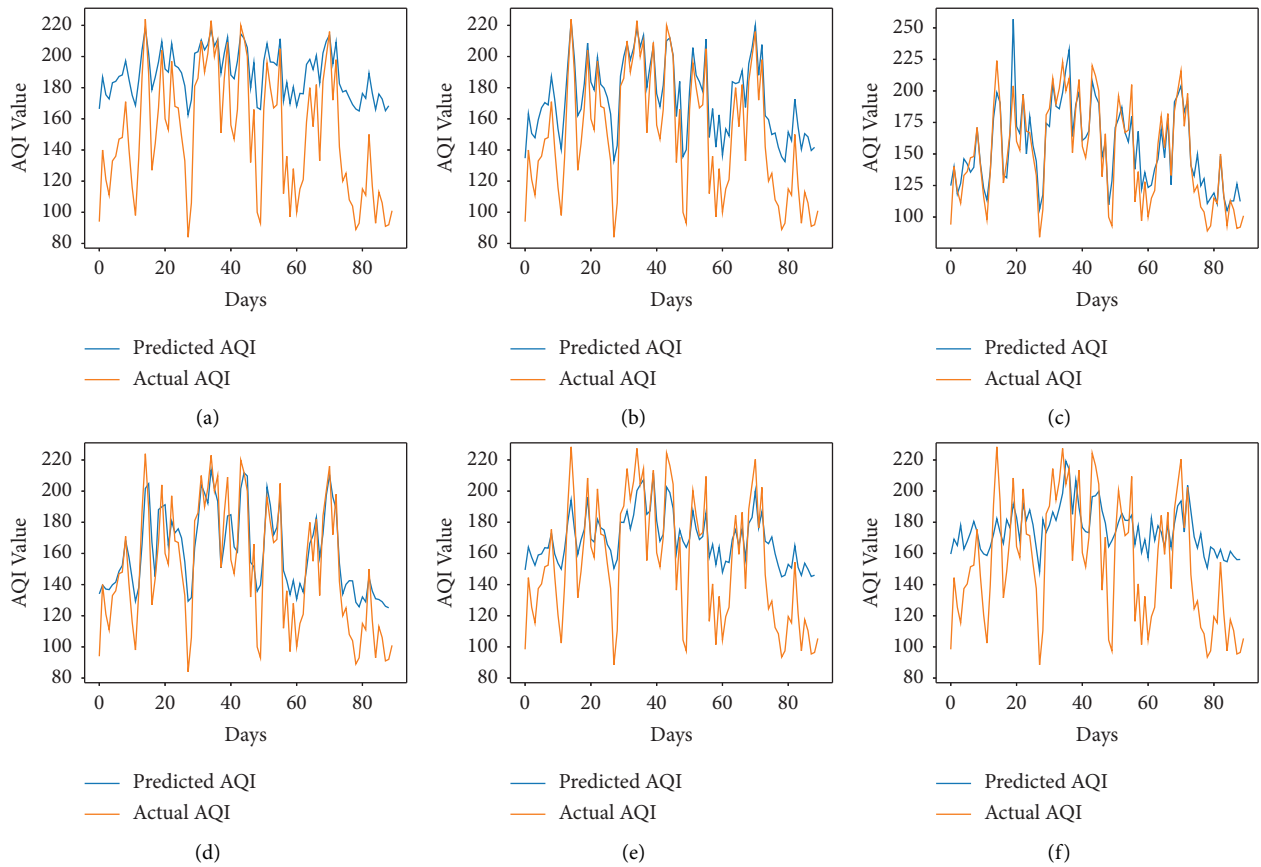 220
200
180
160
140
120
100
80
AQI Value
0 20 40 60 80
Days
Predicted AQI
Actual AQI
(a)
220
200
180
160
140
120
100
80
AQI Value
0 20 40 60 80
Days
Predicted AQI
Actual AQI
(b)
250
225
200
175
150
125
100
AQI Value
0 20 40 60 80
Days
Predicted AQI
Actual AQI
(c)
220
200
180
160
140
120
100
80
AQI Value
0 20 40 60 80
Days
Predicted AQI
Actual AQI
(d)
220
200
180
160
140
120
100
80
AQI Value
0 20 40 60 80
Days
Predicted AQI
Actual AQI
(e)
220
200
180
160
140
120
100
80
AQI Value
0 20 40 60 80
Days
Predicted AQI
Actual AQI
(f)